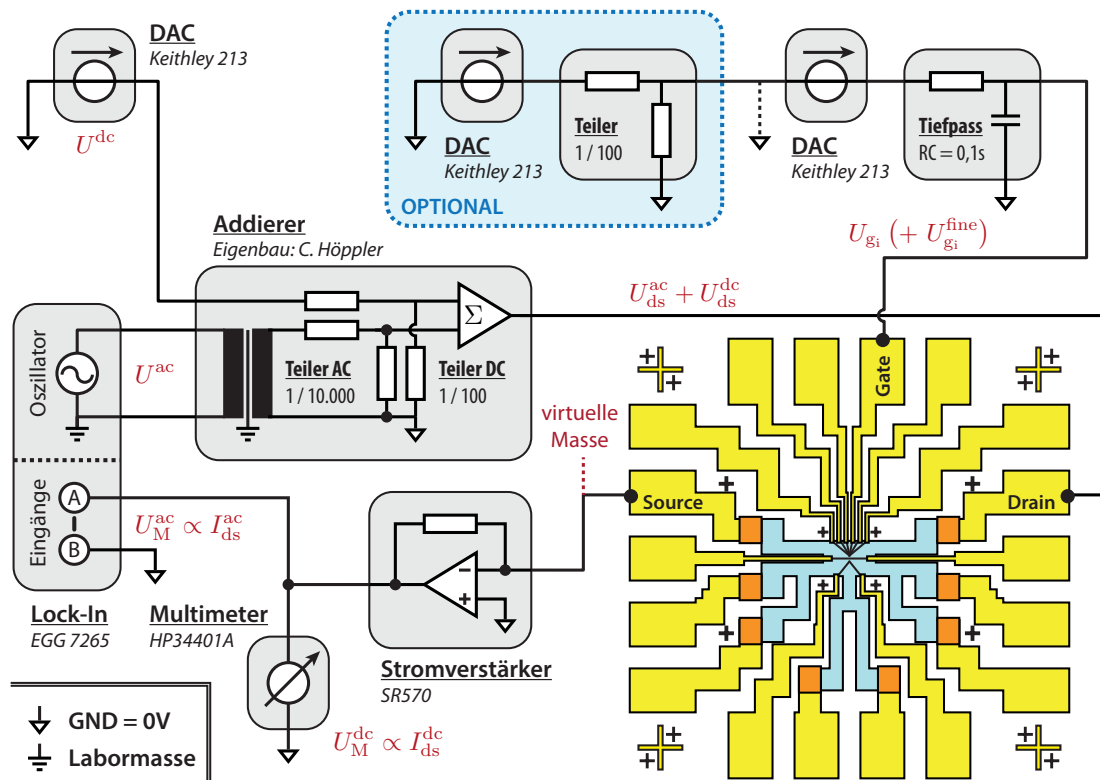 DAC
Keithley 213
U^dc
DAC
Keithley 213
Teiler
1 / 100
OPTIONAL
DAC
Keithley 213
Tiefpass
RC = 0,1s
U_gi (+ U_gi^fine)
Addierer
Eigenbau: C. Höppler
U_ds^ac + U_ds^dc
Σ
Teiler AC
1 / 10.000
Teiler DC
1 / 100
Oszillator
U^ac
Eingänge
A
B
U_M^ac ∝ I_ds^ac
Lock-In
EGG 7265
Multimeter
HP34401A
virtuelle
Masse
Gate
Source
Drain
−
+
Stromverstärker
SR570
U_M^dc ∝ I_ds^dc
GND = 0V
Labormasse